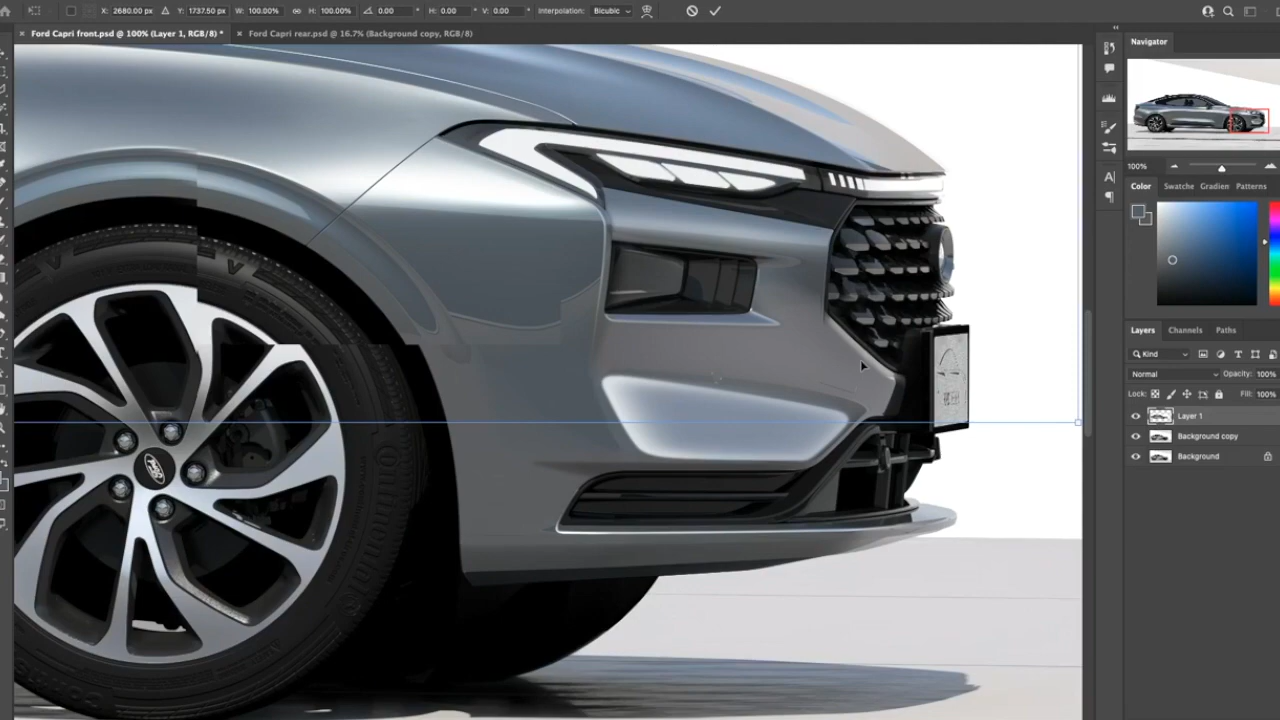 X: 2680.00 px Y: 1737.50 px W: 100.00% H: 100.00% 0.00 ° H: 0.00 ° V: 0.00 ° Interpolation: Bicubic
× Ford Capri front.psd @ 100% (Layer 1, RGB/8) * × Ford Capri rear.psd @ 16.7% (Background copy, RGB/8)
Navigator
100%
Color Swatche Gradien Patterns
Layers Channels Paths
Kind
Normal Opacity: 100%
Lock: Fill: 100%
Layer 1
Background copy
Background
Ford